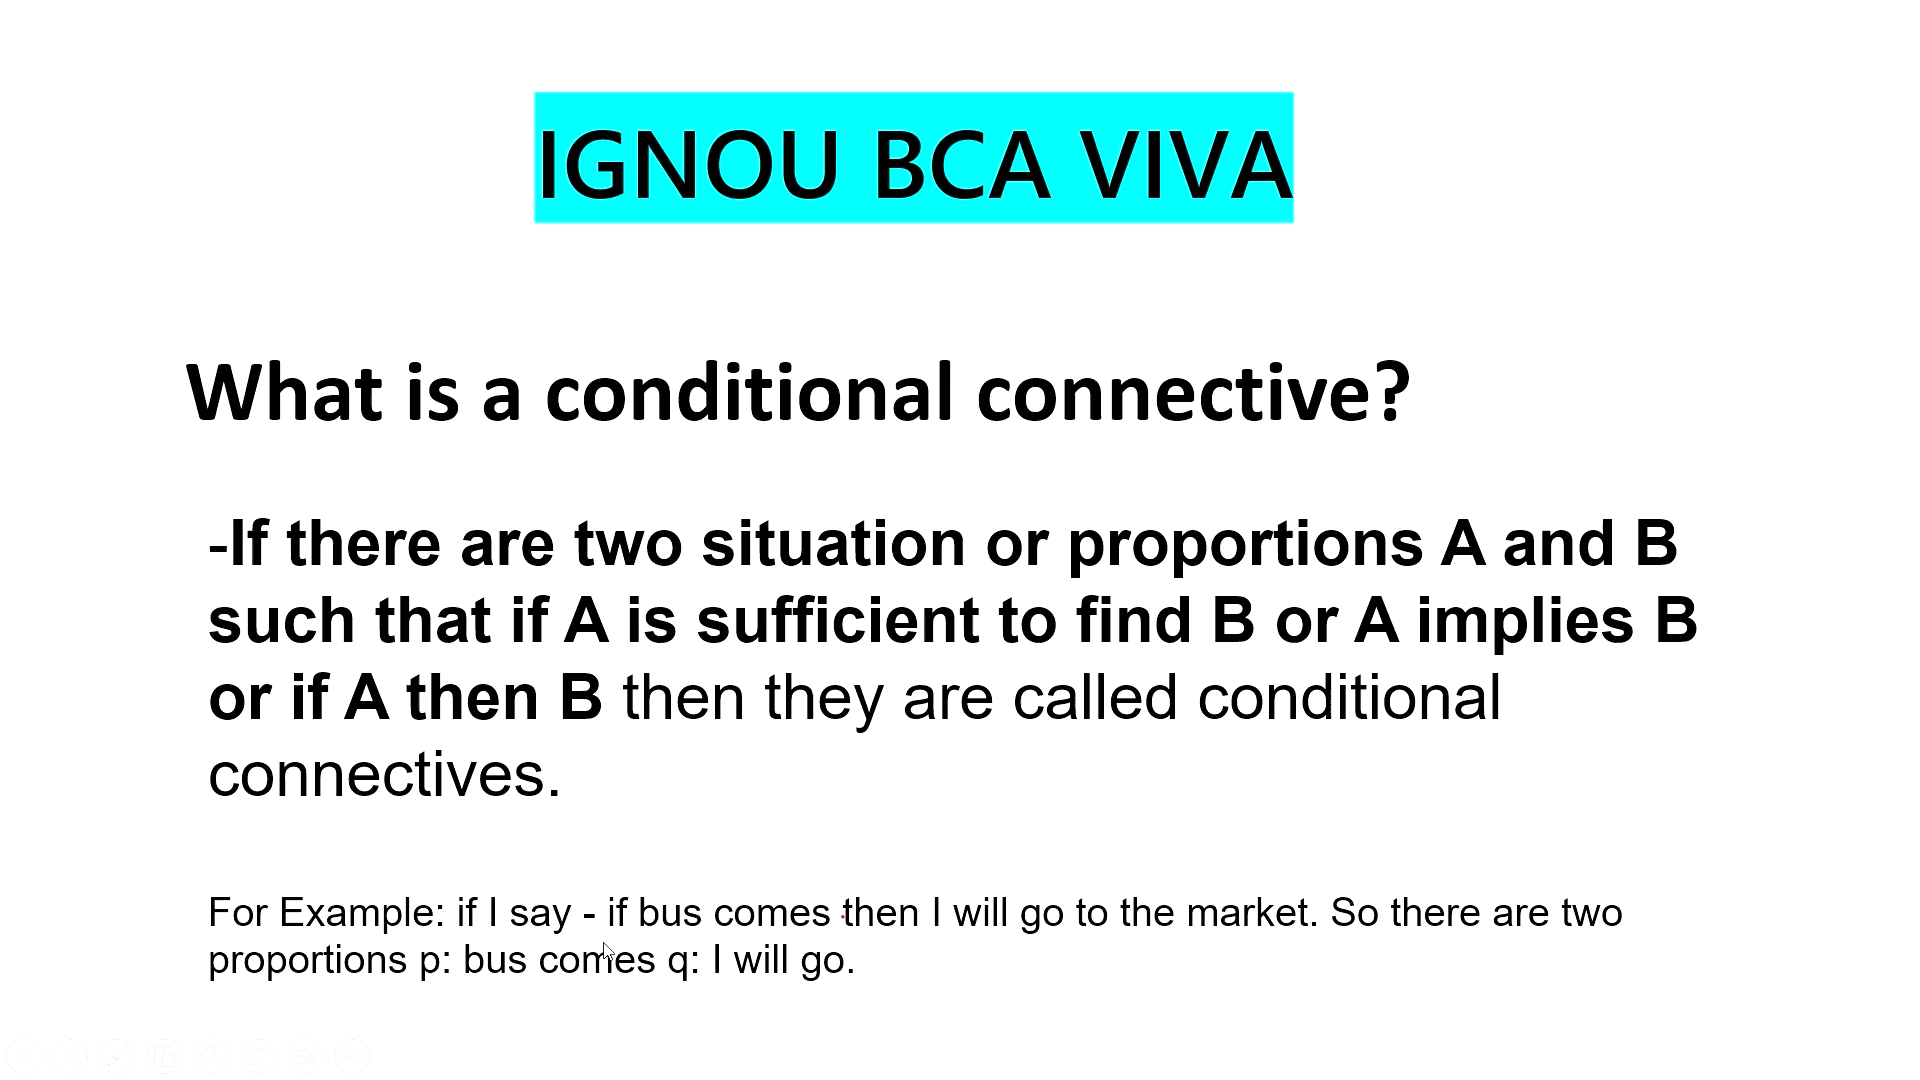 IGNOU BCA VIVA
What is a conditional connective?
-If there are two situation or proportions A and B
such that if A is sufficient to find B or A implies B
or if A then B then they are called conditional
connectives.
For Example: if I say - if bus comes then I will go to the market. So there are two
proportions p: bus comes q: I will go.